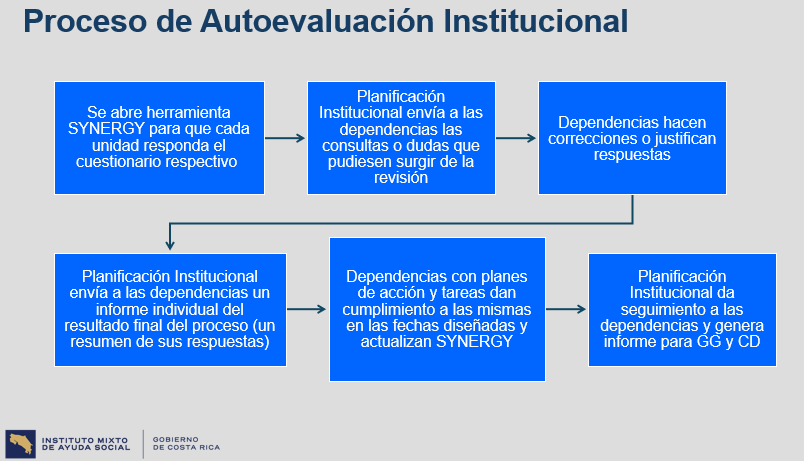 Proceso de Autoevaluación Institucional
Se abre herramienta
SYNERGY para que cada
unidad responda el
cuestionario respectivo
Planificación
Institucional envía a las
dependencias las
consultas o dudas que
pudiesen surgir de la
revisión
Dependencias hacen
correcciones o justifican
respuestas
Planificación Institucional
envía a las dependencias un
informe individual del
resultado final del proceso (un
resumen de sus respuestas)
Dependencias con planes
de acción y tareas dan
cumplimiento a las mismas
en las fechas diseñadas y
actualizan SYNERGY
Planificación
Institucional da
seguimiento a las
dependencias y genera
informe para GG y CD
INSTITUTO MIXTO
DE AYUDA SOCIAL
GOBIERNO
DE COSTA RICA